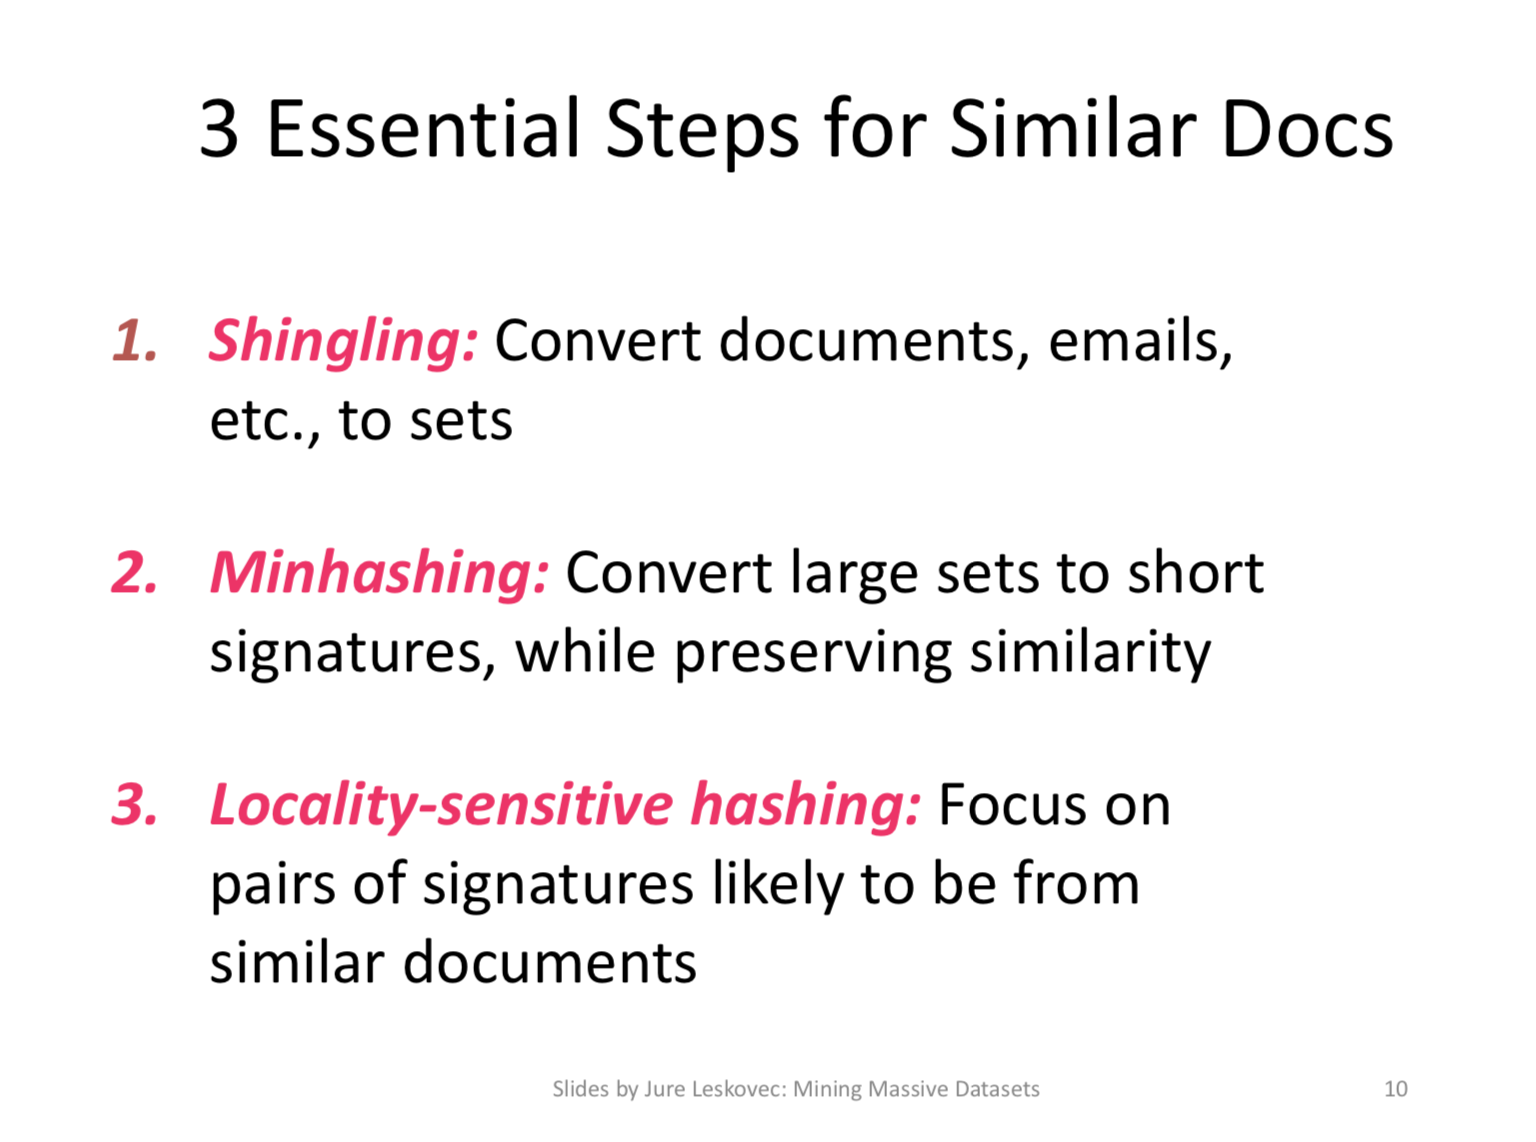 3 Essential Steps for Similar Docs
1. Shingling: Convert documents, emails,
etc., to sets
2. Minhashing: Convert large sets to short
signatures, while preserving similarity
3. Locality-sensitive hashing: Focus on
pairs of signatures likely to be from
similar documents
Slides by Jure Leskovec: Mining Massive Datasets
10